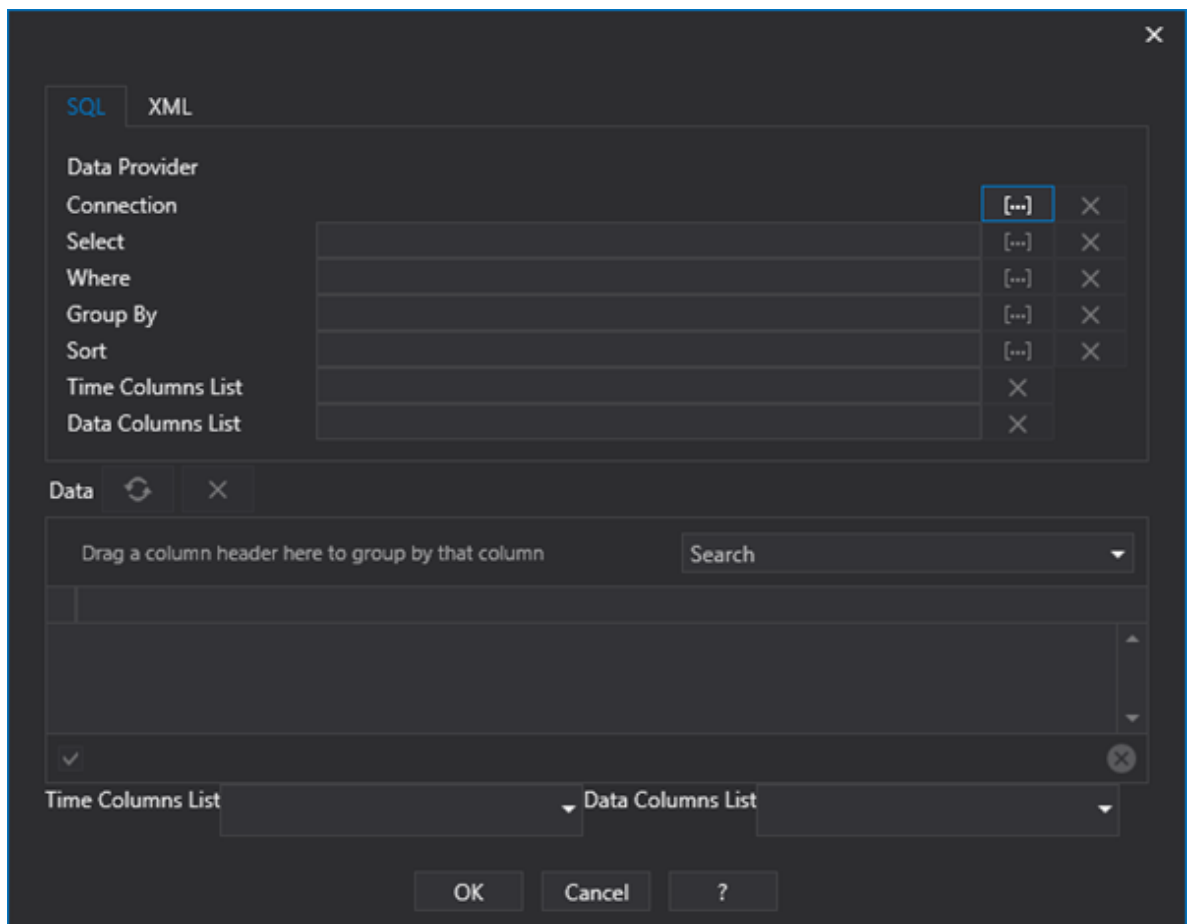 SQL XML
Data Provider
Connection [...]
Select [...]
Where [...]
Group By [...]
Sort [...]
Time Columns List
Data Columns List
Data
Drag a column header here to group by that column Search
Time Columns List Data Columns List
OK Cancel ?